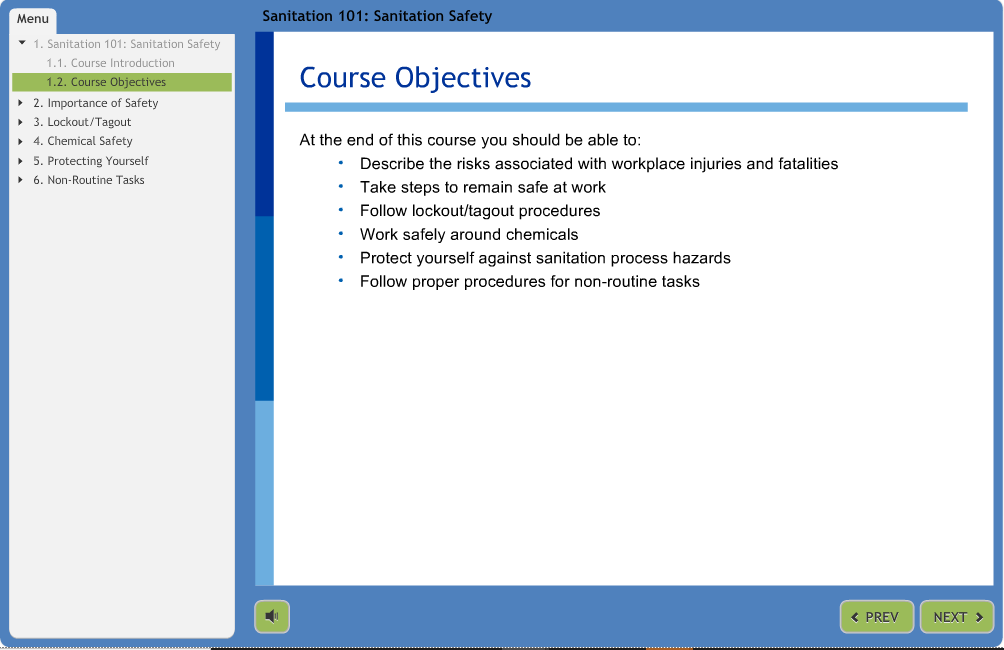 Menu
1. Sanitation 101: Sanitation Safety
1.1. Course Introduction
1.2. Course Objectives
2. Importance of Safety
3. Lockout/Tagout
4. Chemical Safety
5. Protecting Yourself
6. Non-Routine Tasks
Sanitation 101: Sanitation Safety
Course Objectives
At the end of this course you should be able to:
• Describe the risks associated with workplace injuries and fatalities
• Take steps to remain safe at work
• Follow lockout/tagout procedures
• Work safely around chemicals
• Protect yourself against sanitation process hazards
• Follow proper procedures for non-routine tasks
PREV
NEXT